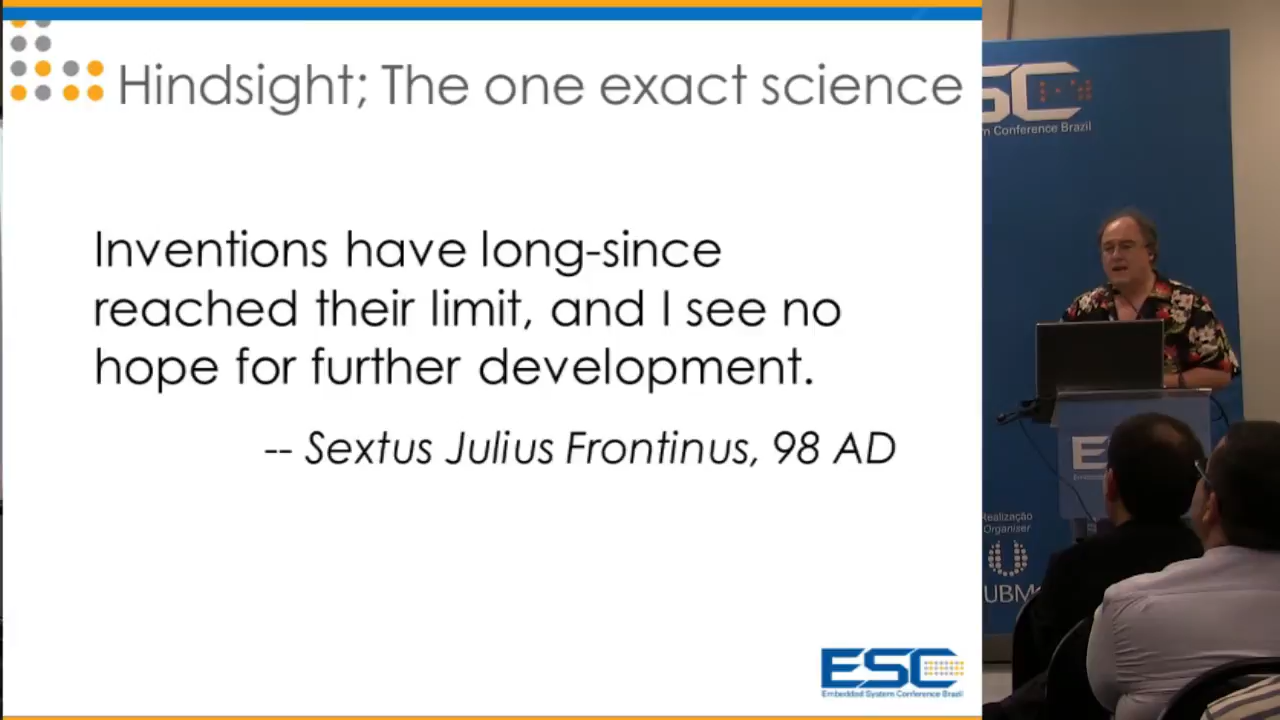 Hindsight; The one exact science
Inventions have long-since
reached their limit, and I see no
hope for further development.
-- Sextus Julius Frontinus, 98 AD
ESC
Embedded System Conference Brazil
SC
m Conference Brazil
E
Realização
Organiser
UBM